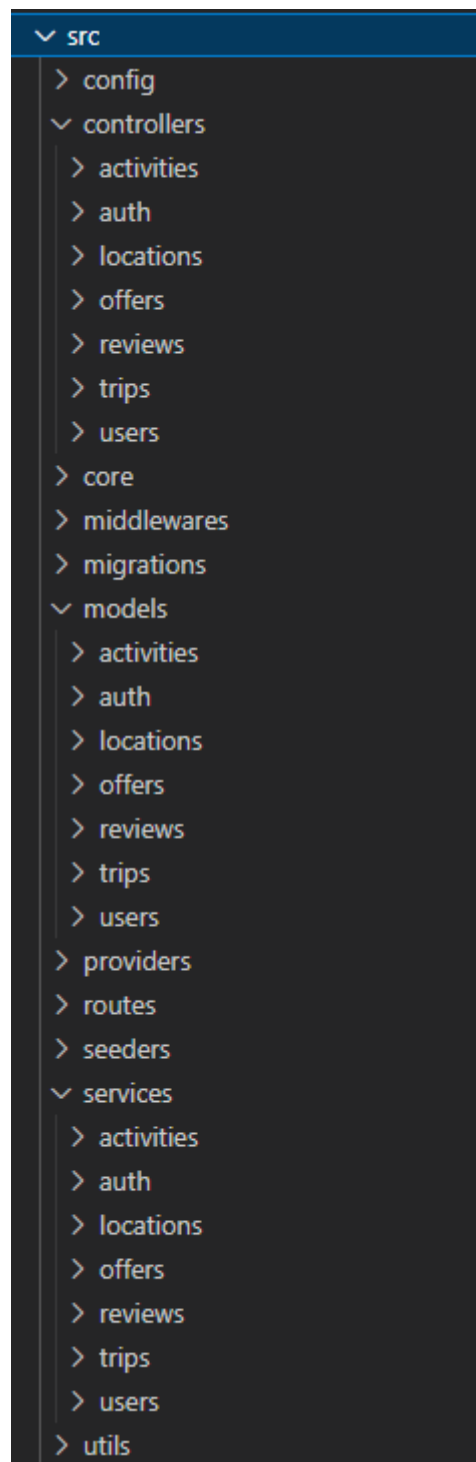 src
config
controllers
activities
auth
locations
offers
reviews
trips
users
core
middlewares
migrations
models
activities
auth
locations
offers
reviews
trips
users
providers
routes
seeders
services
activities
auth
locations
offers
reviews
trips
users
utils